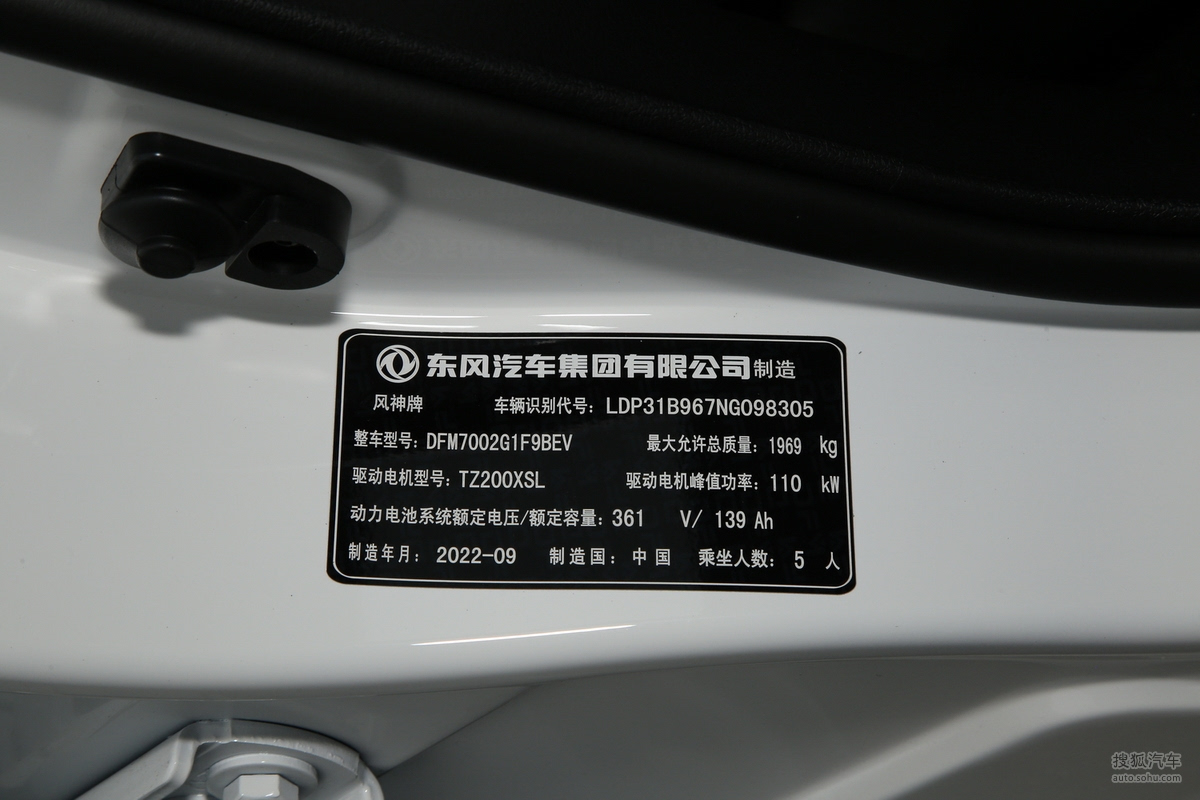 东风汽车集团有限公司制造
风神牌 车辆识别代号：LDP31B967NG098305
整车型号：DFM7002G1F9BEV 最大允许总质量：1969 kg
驱动电机型号：TZ200XSL 驱动电机峰值功率：110 kW
动力电池系统额定电压/额定容量：361 V/ 139 Ah
制造年月：2022-09 制造国：中国 乘坐人数：5 人
搜狐汽车
auto.sohu.com